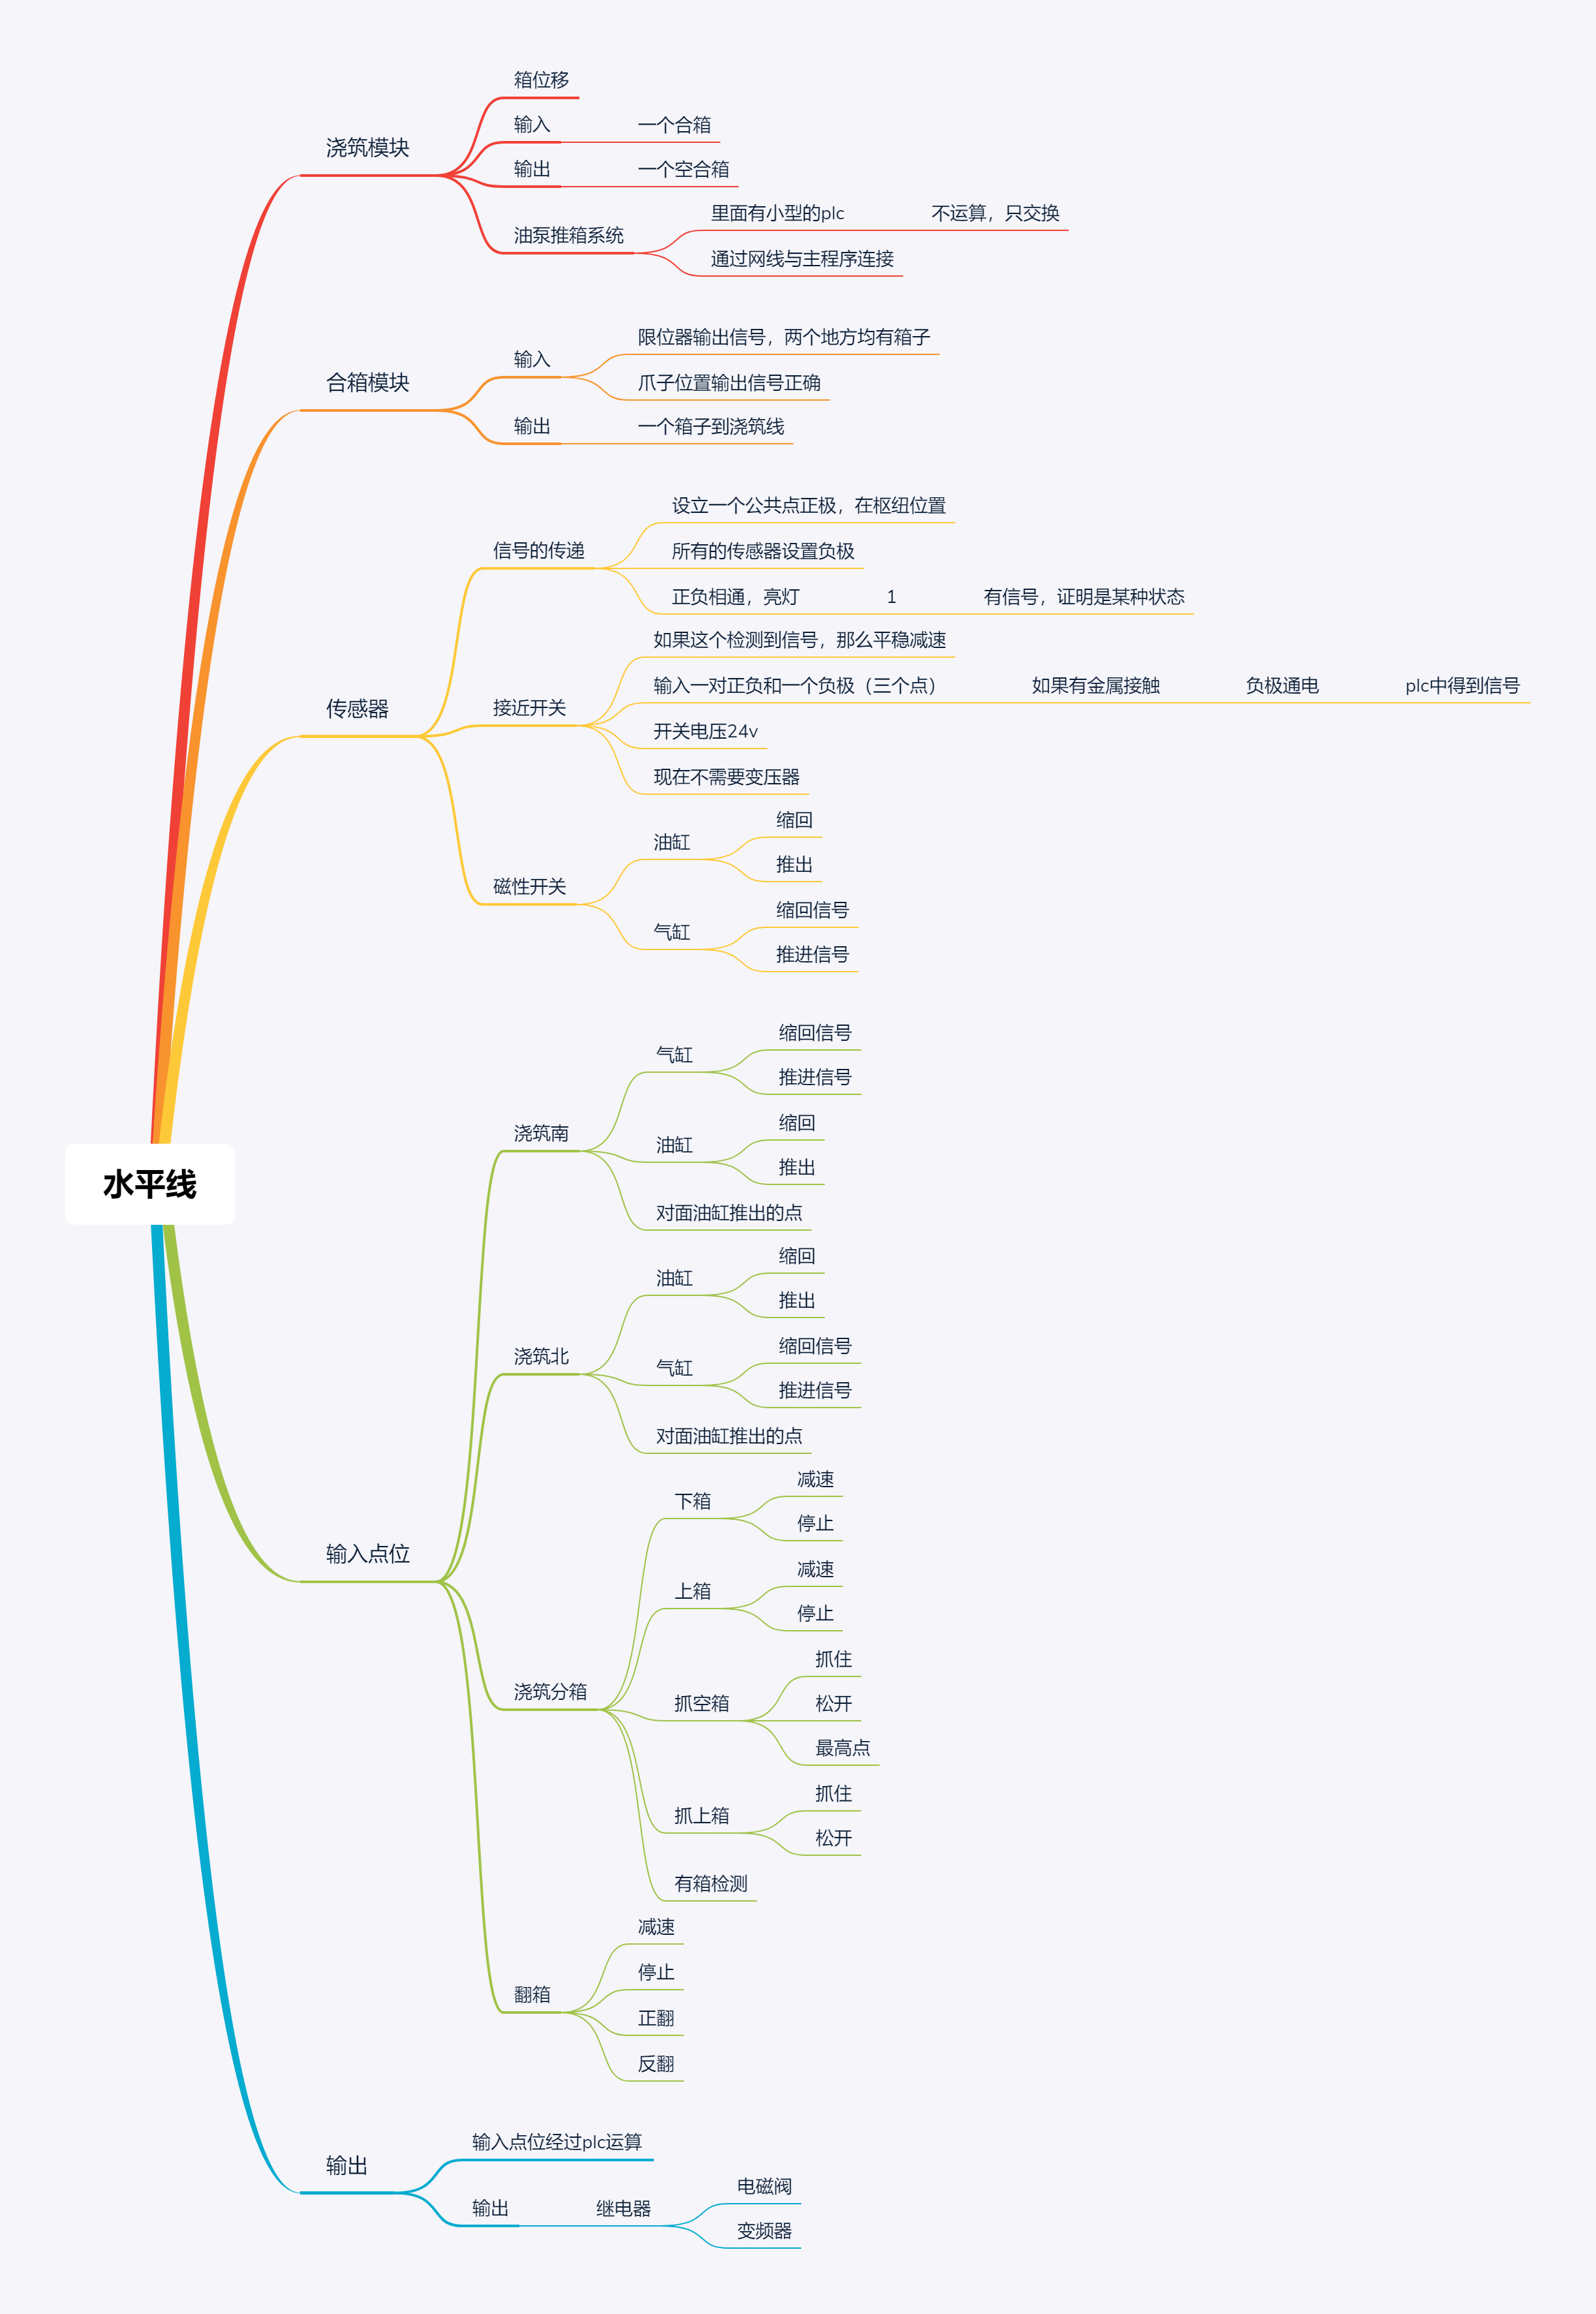 箱位移
输入
一个合箱
浇筑模块
输出
一个空合箱
油泵推箱系统
里面有小型的plc
不运算，只交换
通过网线与主程序连接
合箱模块
输入
限位器输出信号，两个地方均有箱子
爪子位置输出信号正确
输出
一个箱子到浇筑线
传感器
信号的传递
设立一个公共点正极，在枢纽位置
所有的传感器设置负极
正负相通，亮灯
1
有信号，证明是某种状态
接近开关
如果这个检测到信号，那么平稳减速
输入一对正负和一个负极（三个点）
如果有金属接触
负极通电
plc中得到信号
开关电压24v
现在不需要变压器
磁性开关
油缸
缩回
推出
气缸
缩回信号
推进信号
水平线
输入点位
浇筑南
气缸
缩回信号
推进信号
油缸
缩回
推出
对面油缸推出的点
浇筑北
油缸
缩回
推出
气缸
缩回信号
推进信号
对面油缸推出的点
浇筑分箱
下箱
减速
停止
上箱
减速
停止
抓空箱
抓住
松开
最高点
抓上箱
抓住
松开
有箱检测
翻箱
减速
停止
正翻
反翻
输出
输入点位经过plc运算
输出
继电器
电磁阀
变频器